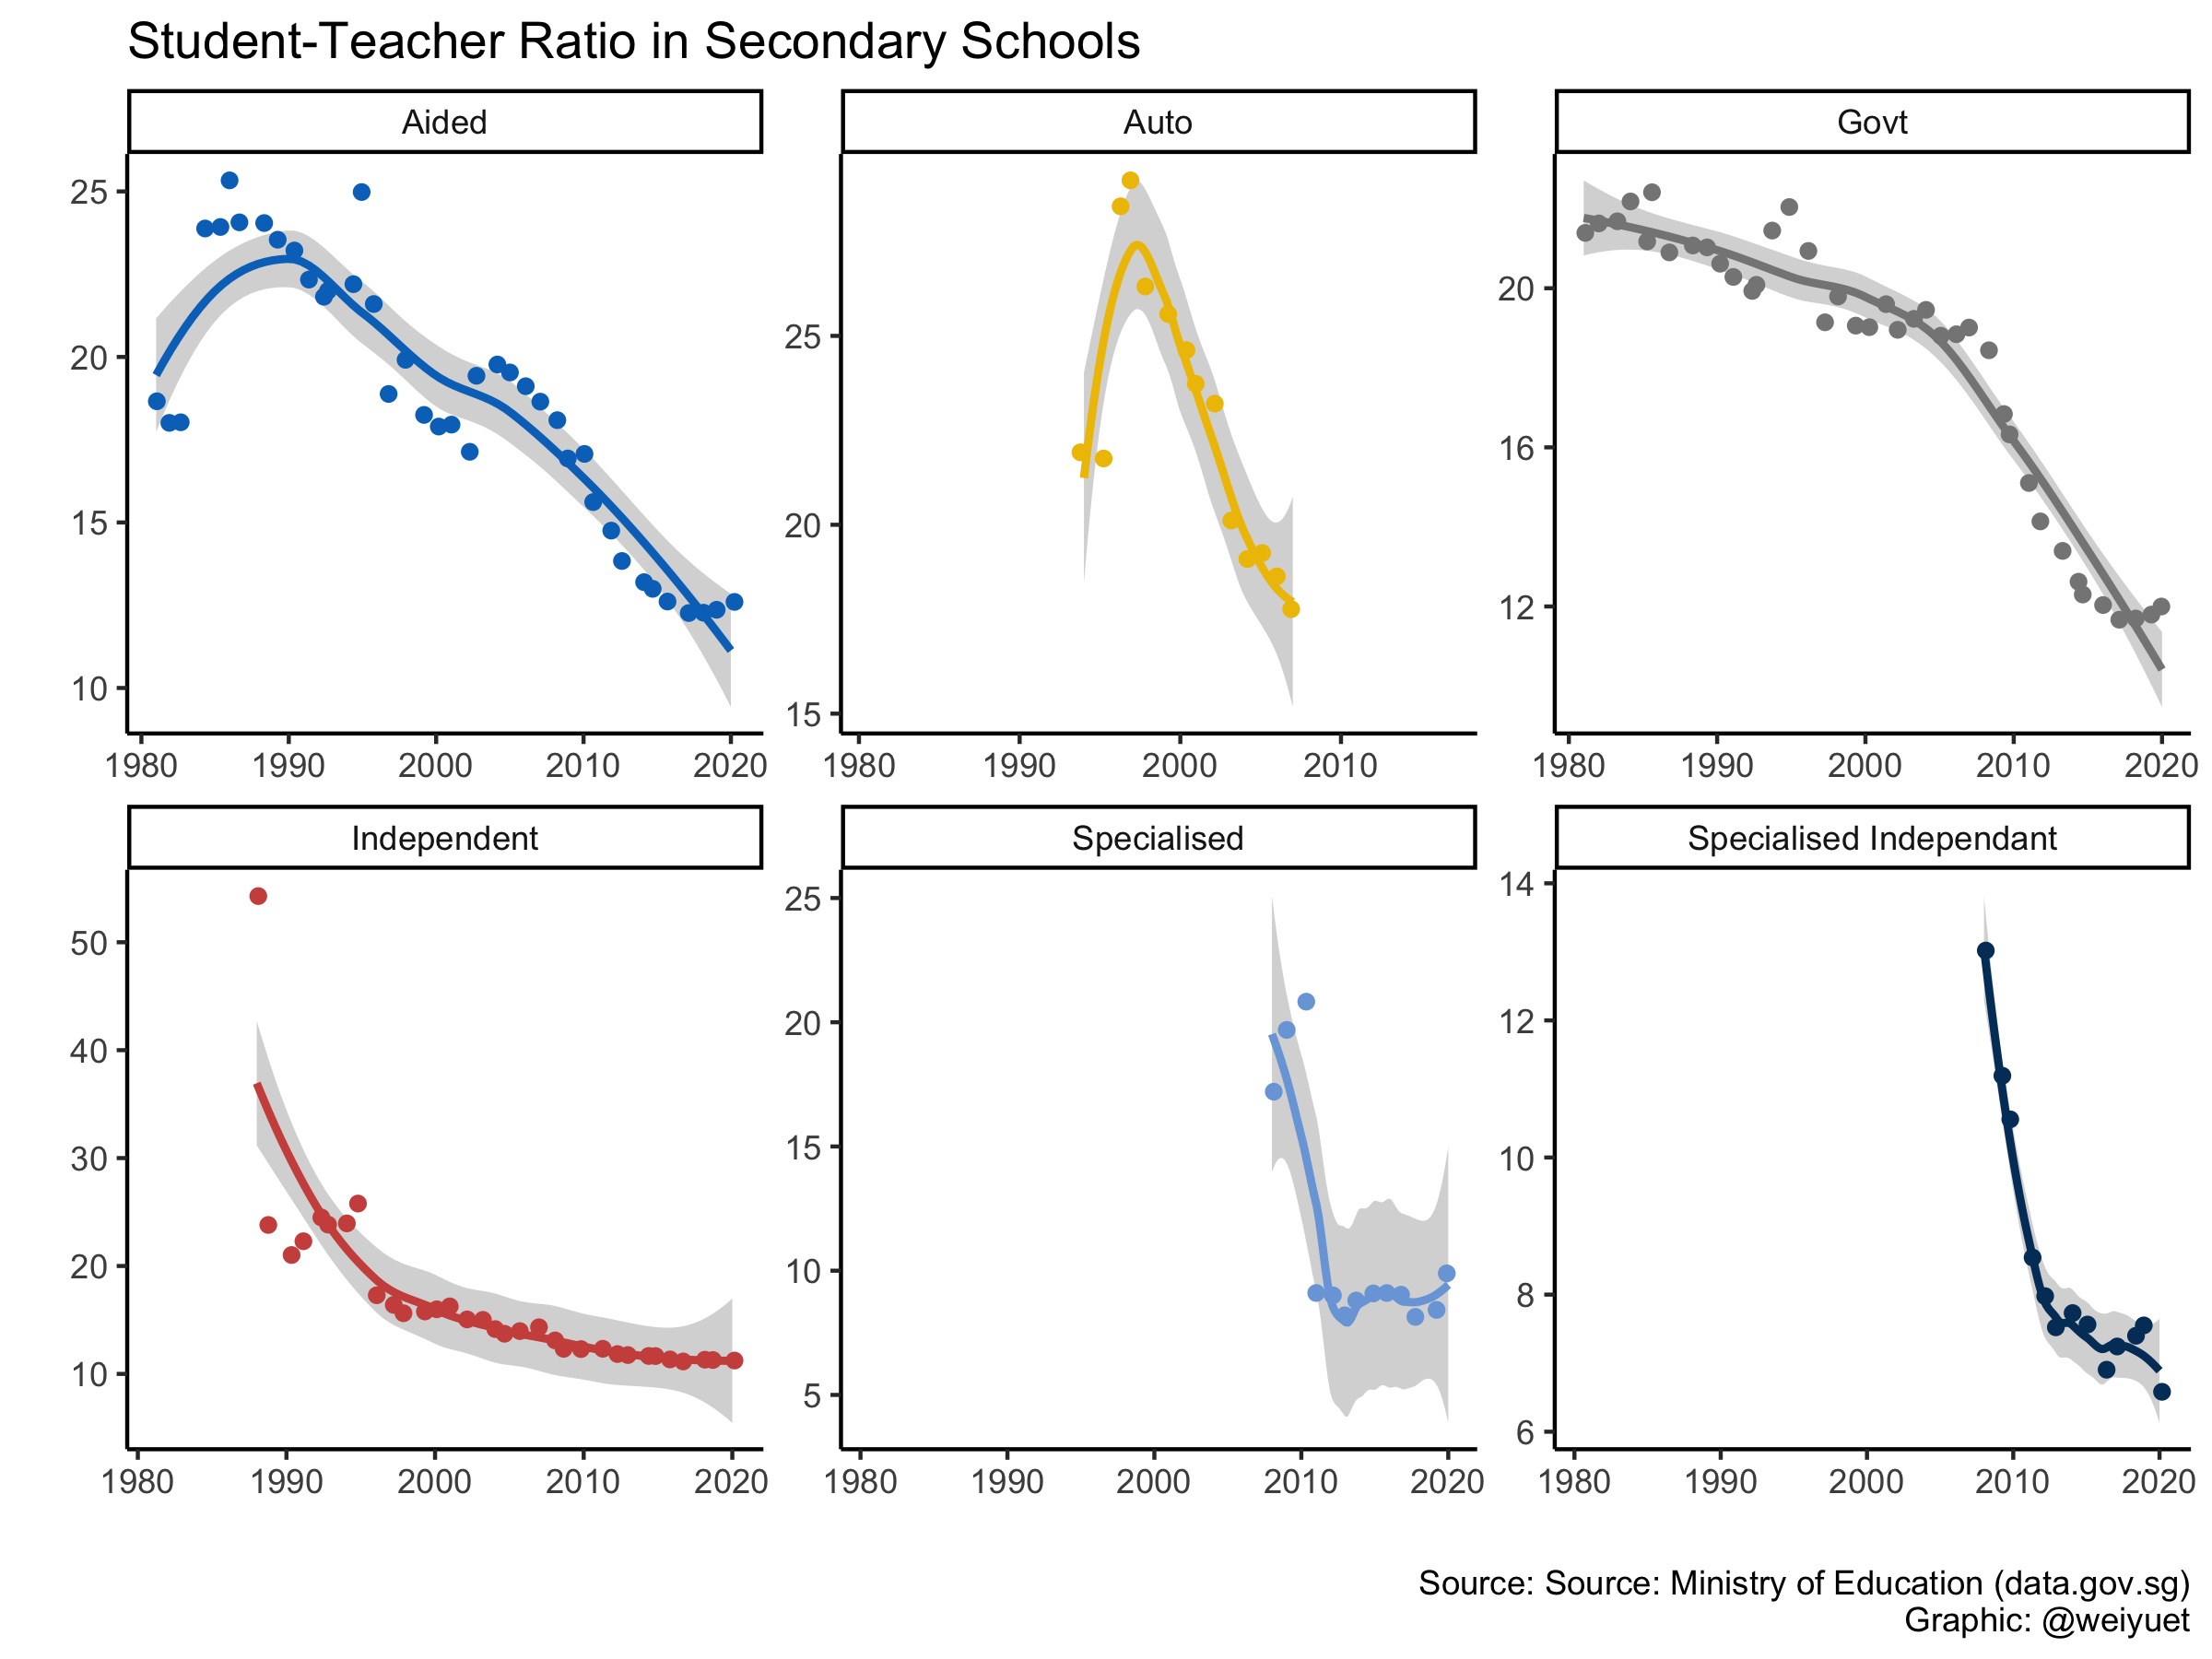 Student-Teacher Ratio in Secondary Schools
Aided
Auto
Govt
25
20
15
10
1980 1990 2000 2010 2020
25
20
15
1980 1990 2000 2010
20
16
12
1980 1990 2000 2010 2020
Independent
Specialised
Specialised Independant
50
40
30
20
10
1980 1990 2000 2010 2020
25
20
15
10
5
1980 1990 2000 2010 2020
14
12
10
8
6
1980 1990 2000 2010 2020
Source: Source: Ministry of Education (data.gov.sg)
Graphic: @weiyuet